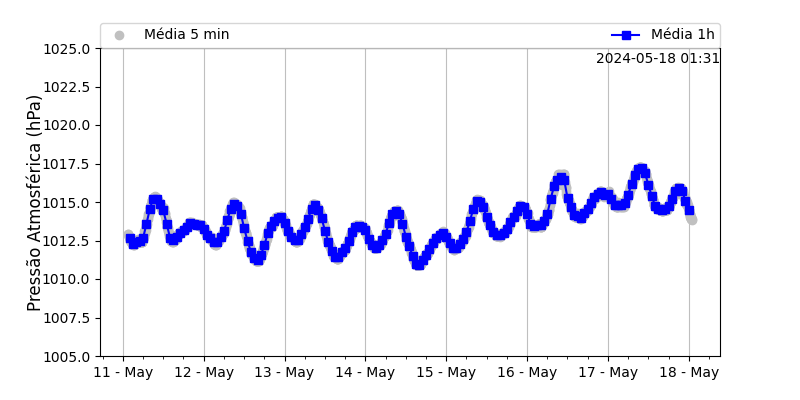 Média 5 min
Média 1h
2024-05-18 01:31
Pressão Atmosférica (hPa)
1025.0
1022.5
1020.0
1017.5
1015.0
1012.5
1010.0
1007.5
1005.0
11 - May
12 - May
13 - May
14 - May
15 - May
16 - May
17 - May
18 - May